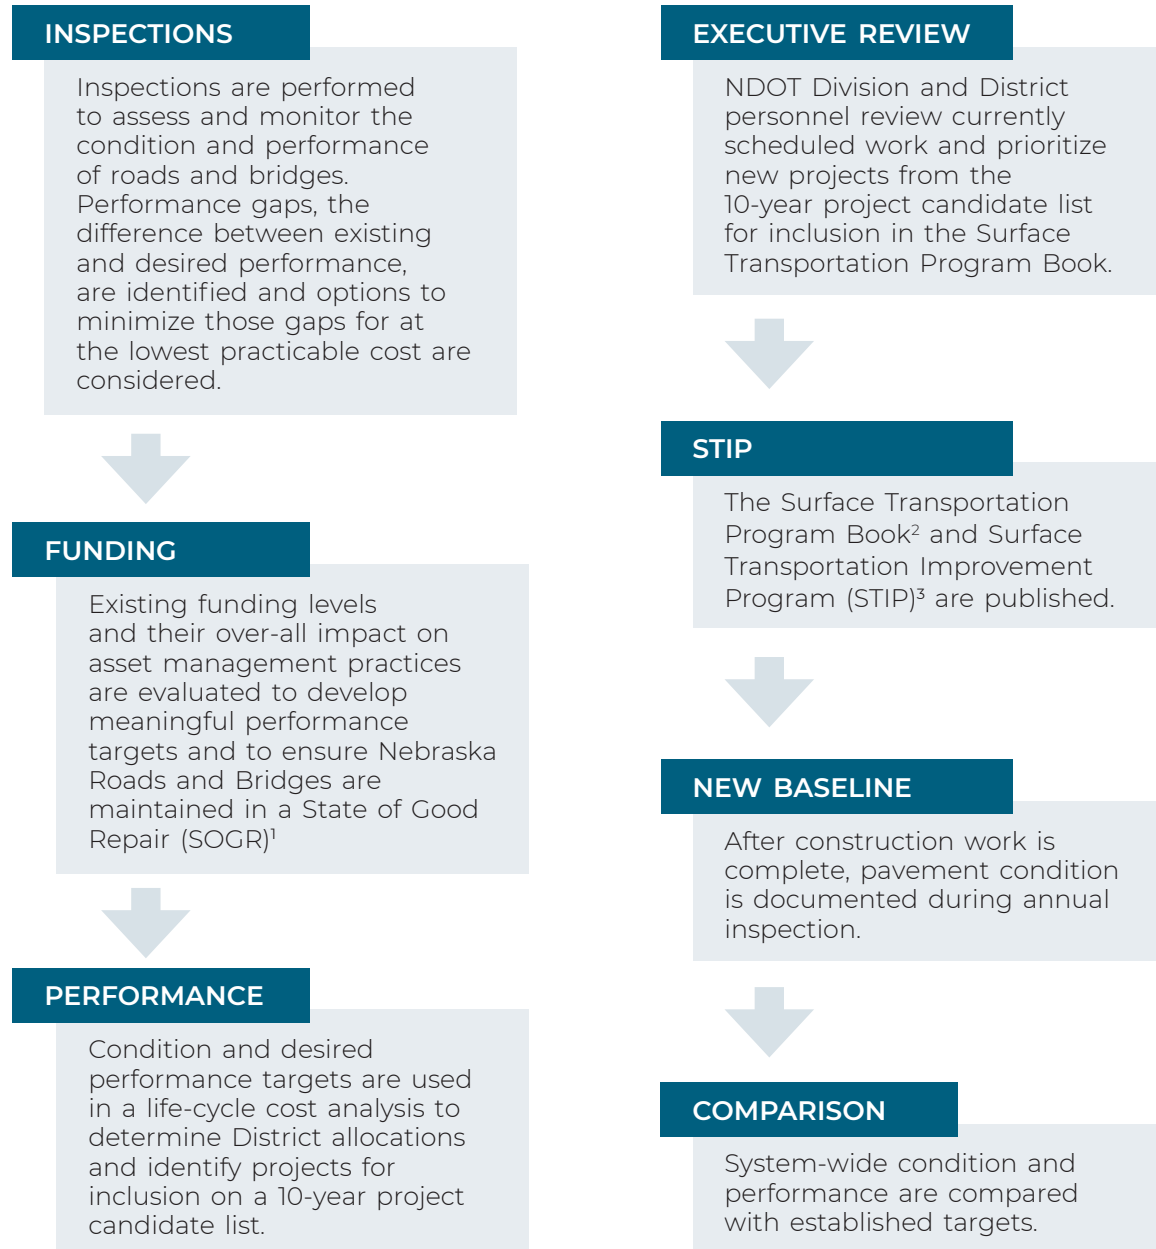 INSPECTIONS
Inspections are performed
to assess and monitor the
condition and performance
of roads and bridges.
Performance gaps, the
difference between existing
and desired performance,
are identified and options to
minimize those gaps for at
the lowest practicable cost are
considered.
FUNDING
Existing funding levels
and their over-all impact on
asset management practices
are evaluated to develop
meaningful performance
targets and to ensure Nebraska
Roads and Bridges are
maintained in a State of Good
Repair (SOGR)¹
PERFORMANCE
Condition and desired
performance targets are used
in a life-cycle cost analysis to
determine District allocations
and identify projects for
inclusion on a 10-year project
candidate list.
EXECUTIVE REVIEW
NDOT Division and District
personnel review currently
scheduled work and prioritize
new projects from the
10-year project candidate list
for inclusion in the Surface
Transportation Program Book.
STIP
The Surface Transportation
Program Book² and Surface
Transportation Improvement
Program (STIP)³ are published.
NEW BASELINE
After construction work is
complete, pavement condition
is documented during annual
inspection.
COMPARISON
System-wide condition and
performance are compared
with established targets.